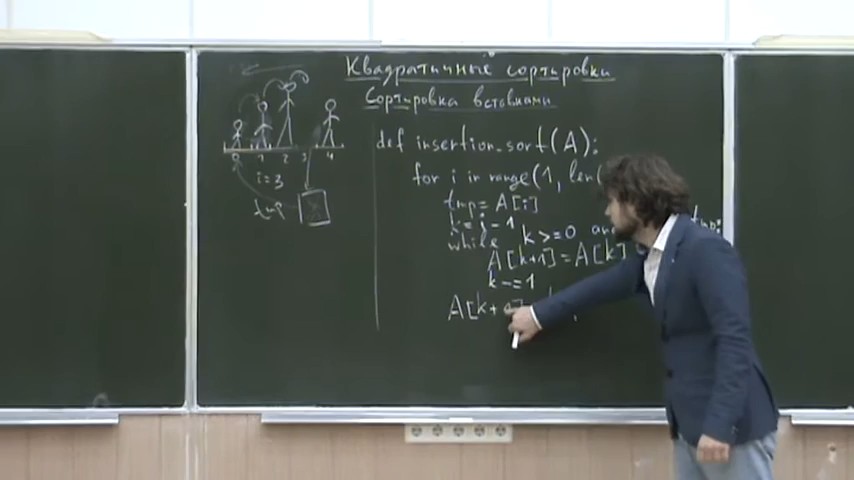 Квадратичные сортировки
Сортировка вставками
def insertion_sort(A):
for i in range(1, len(
tmp = A[i]
k = i - 1
while k >= 0 and tmp:
A[k+1] = A[k]
k -= 1
A[k+
0 1 2 3 4
i=3
tmp